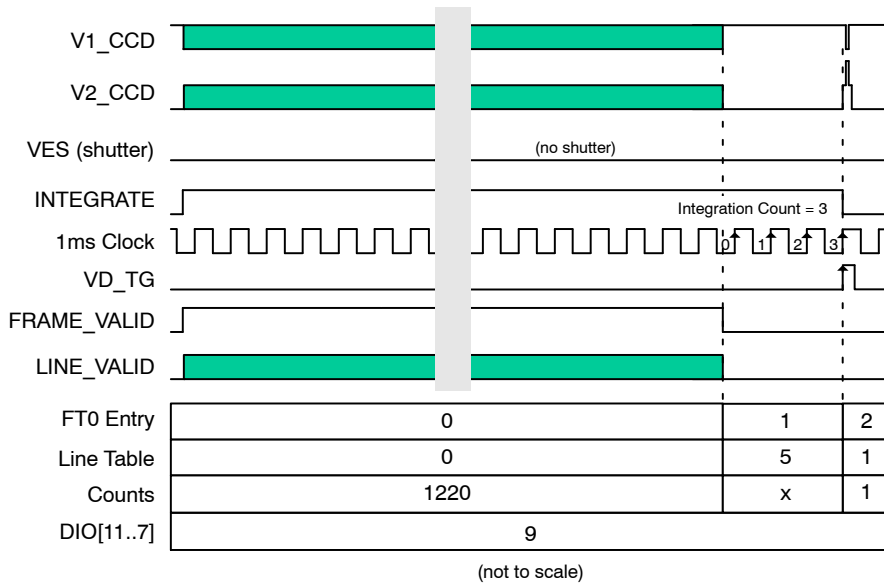 V1_CCD
V2_CCD
VES (shutter)
(no shutter)
INTEGRATE
Integration Count = 3
1ms Clock
0 1 2 3
VD_TG
FRAME_VALID
LINE_VALID
FT0 Entry 0 1 2
Line Table 0 5 1
Counts 1220 x 1
DIO[11..7] 9
(not to scale)